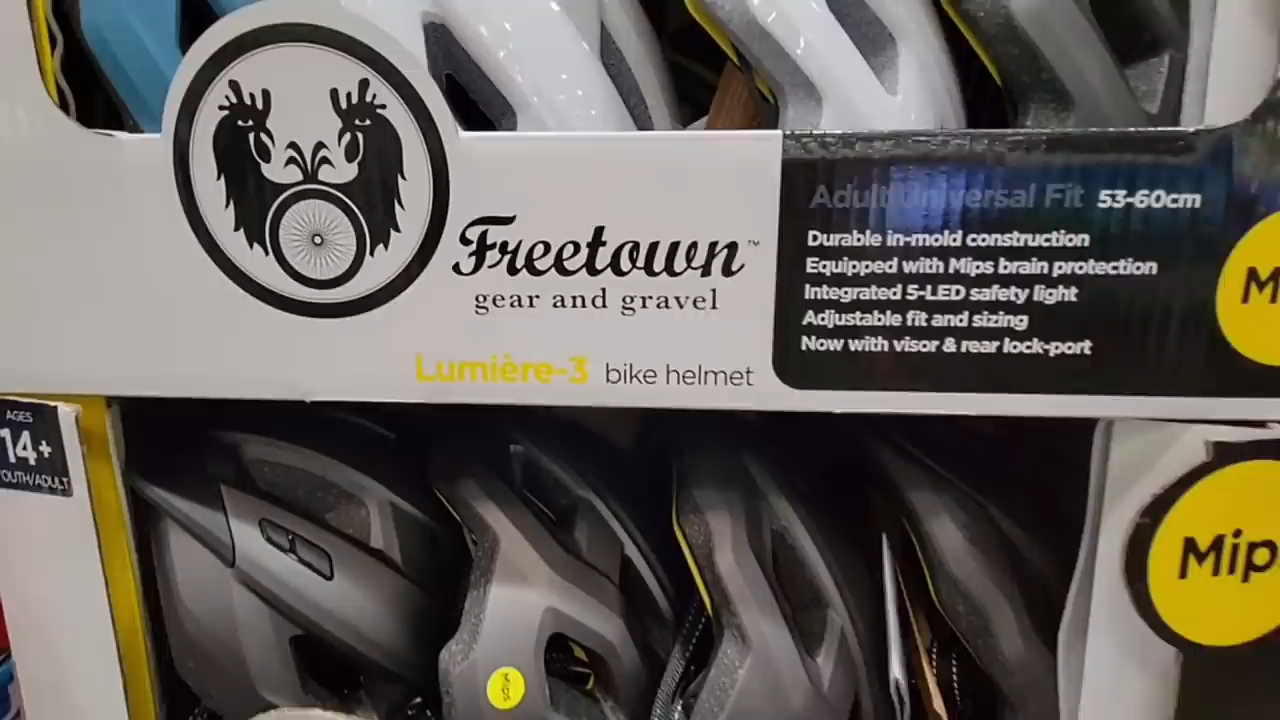 Freetown™
gear and gravel
Lumière-3 bike helmet
Adult Universal Fit 53-60cm
Durable in-mold construction
Equipped with Mips brain protection
Integrated 5-LED safety light
Adjustable fit and sizing
Now with visor & rear lock-port
M
AGES
14+
OUTH/ADULT
Mip
Mips